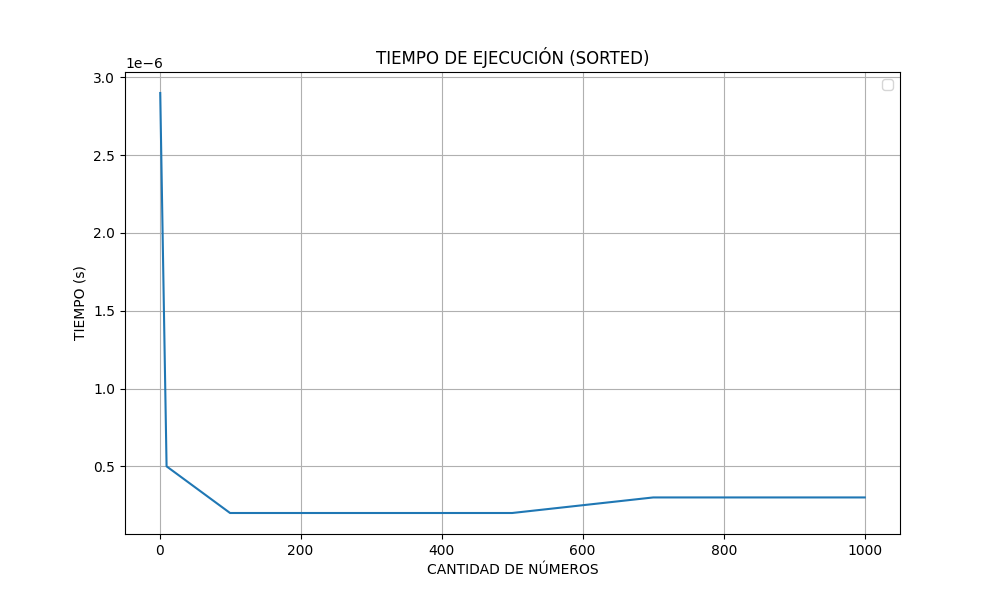 TIEMPO DE EJECUCIÓN (SORTED)
1e−6
3.0
2.5
2.0
1.5
1.0
0.5
TIEMPO (s)
0 200 400 600 800 1000
CANTIDAD DE NÚMEROS